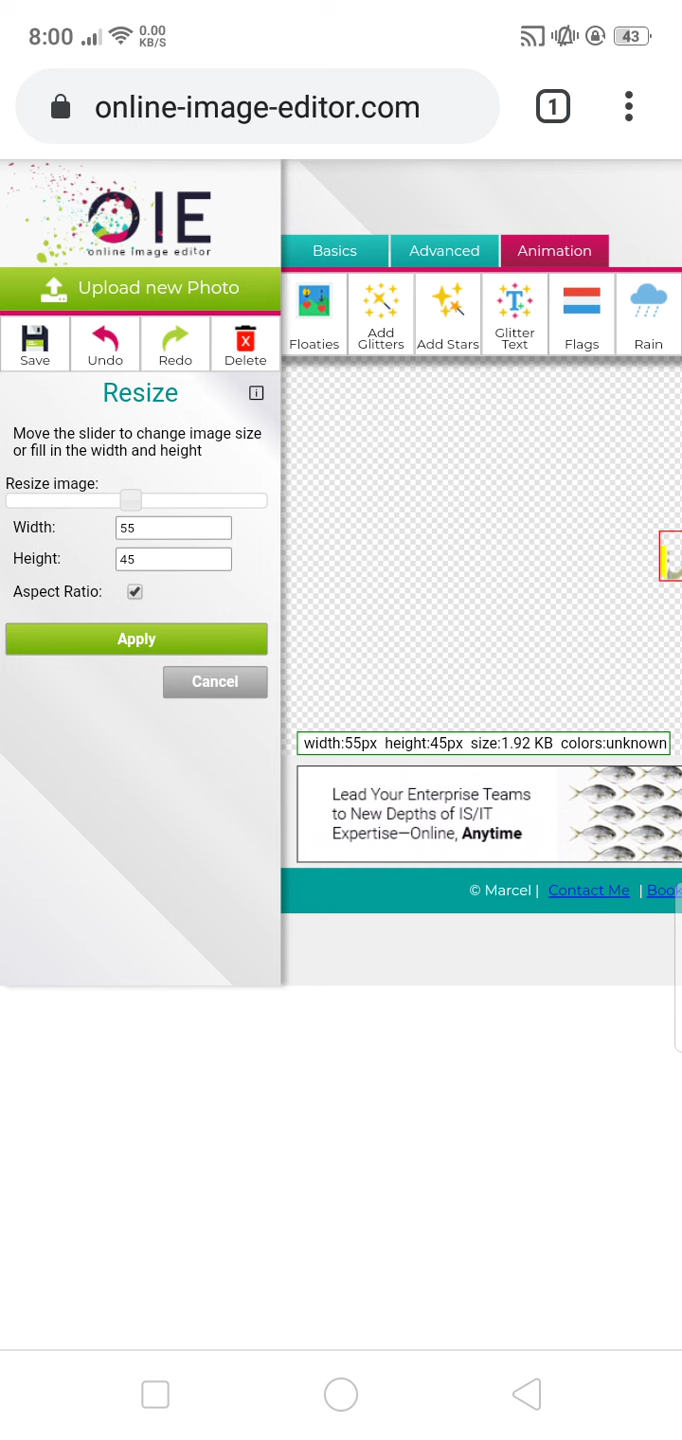 8:00
0.00
KB/S
43
online-image-editor.com
1
OIE
online image editor
Upload new Photo
Save
Undo
Redo
Delete
Basics
Advanced
Animation
Floaties
Add
Glitters
Add Stars
Glitter
Text
Flags
Rain
Resize
i
Move the slider to change image size
or fill in the width and height
Resize image:
Width:
55
Height:
45
Aspect Ratio:
Apply
Cancel
width:55px height:45px size:1.92 KB colors:unknown
Lead Your Enterprise Teams
to New Depths of IS/IT
Expertise—Online, Anytime
© Marcel | Contact Me | Book